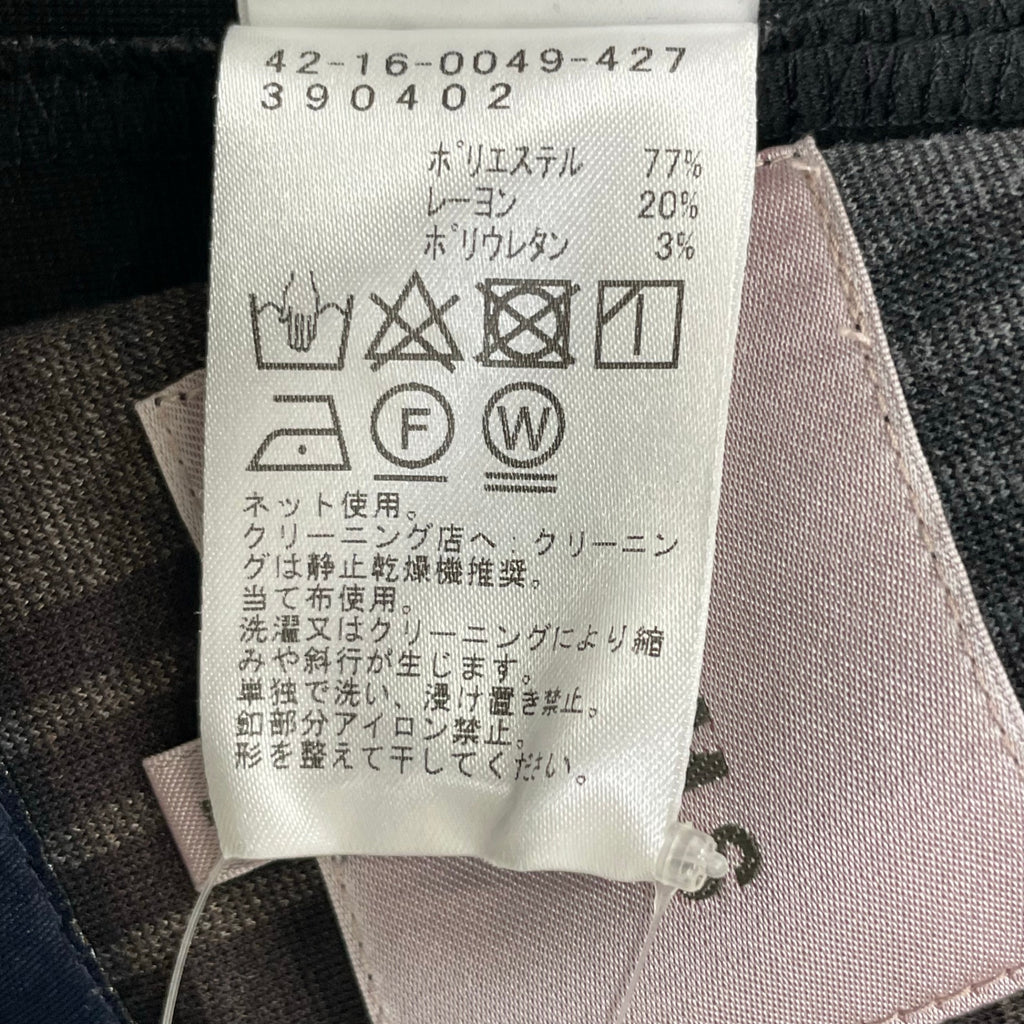 42-16-0049-427
390402
ポリエステル 77%
レーヨン 20%
ポリウレタン 3%
F W
ネット使用。
クリーニング店へ:クリーニン
グは静止乾燥機推奨。
当て布使用。
洗濯又はクリーニングにより縮
みや斜行が生じます。
単独で洗い、浸け置き禁止。
釦部分アイロン禁止。
形を整えて干してください。